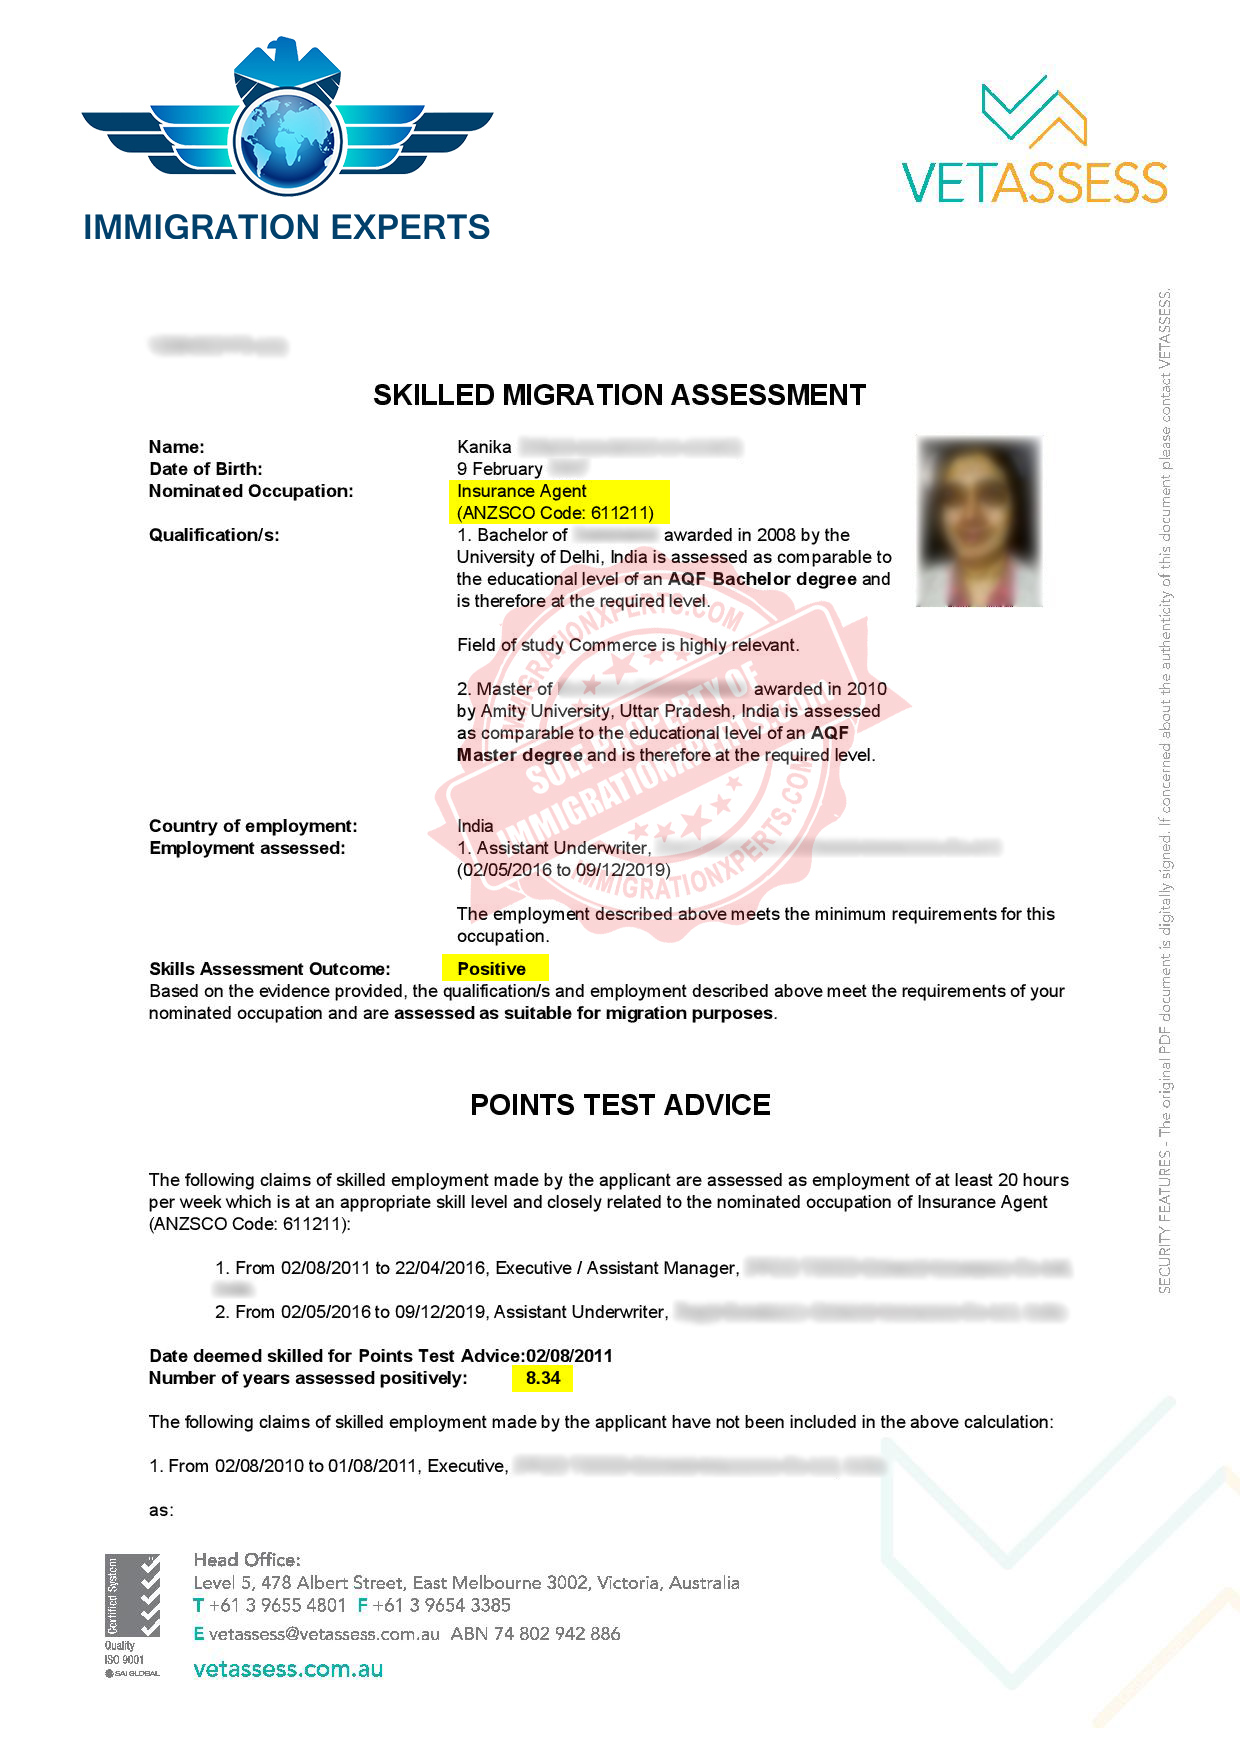 IMMIGRATION EXPERTS
VETASSESS
SKILLED MIGRATION ASSESSMENT
Name: Kanika
Date of Birth: 9 February
Nominated Occupation: Insurance Agent
(ANZSCO Code: 611211)
Qualification/s: 1. Bachelor of awarded in 2008 by the
University of Delhi, India is assessed as comparable to
the educational level of an AQF Bachelor degree and
is therefore at the required level.
Field of study Commerce is highly relevant.
2. Master of awarded in 2010
by Amity University, Uttar Pradesh, India is assessed
as comparable to the educational level of an AQF
Master degree and is therefore at the required level.
IMMIGRATIONXPERTS.COM
SOLE PROPERTY OF
IMMIGRATIONXPERTS.COM
IMMIGRATIONXPERTS.COM
Country of employment: India
Employment assessed: 1. Assistant Underwriter,
(02/05/2016 to 09/12/2019)
The employment described above meets the minimum requirements for this
occupation.
Skills Assessment Outcome: Positive
Based on the evidence provided, the qualification/s and employment described above meet the requirements of your
nominated occupation and are assessed as suitable for migration purposes.
POINTS TEST ADVICE
The following claims of skilled employment made by the applicant are assessed as employment of at least 20 hours
per week which is at an appropriate skill level and closely related to the nominated occupation of Insurance Agent
(ANZSCO Code: 611211):
1. From 02/08/2011 to 22/04/2016, Executive / Assistant Manager,
2. From 02/05/2016 to 09/12/2019, Assistant Underwriter,
Date deemed skilled for Points Test Advice:02/08/2011
Number of years assessed positively: 8.34
The following claims of skilled employment made by the applicant have not been included in the above calculation:
1. From 02/08/2010 to 01/08/2011, Executive,
as:
SECURITY FEATURES - The original PDF document is digitally signed. If concerned about the authenticity of this document please contact VETASSESS.
Certified System
Quality
ISO 9001
SAI GLOBAL
Head Office:
Level 5, 478 Albert Street, East Melbourne 3002, Victoria, Australia
T +61 3 9655 4801 F +61 3 9654 3385
E vetassess@vetassess.com.au ABN 74 802 942 886
vetassess.com.au